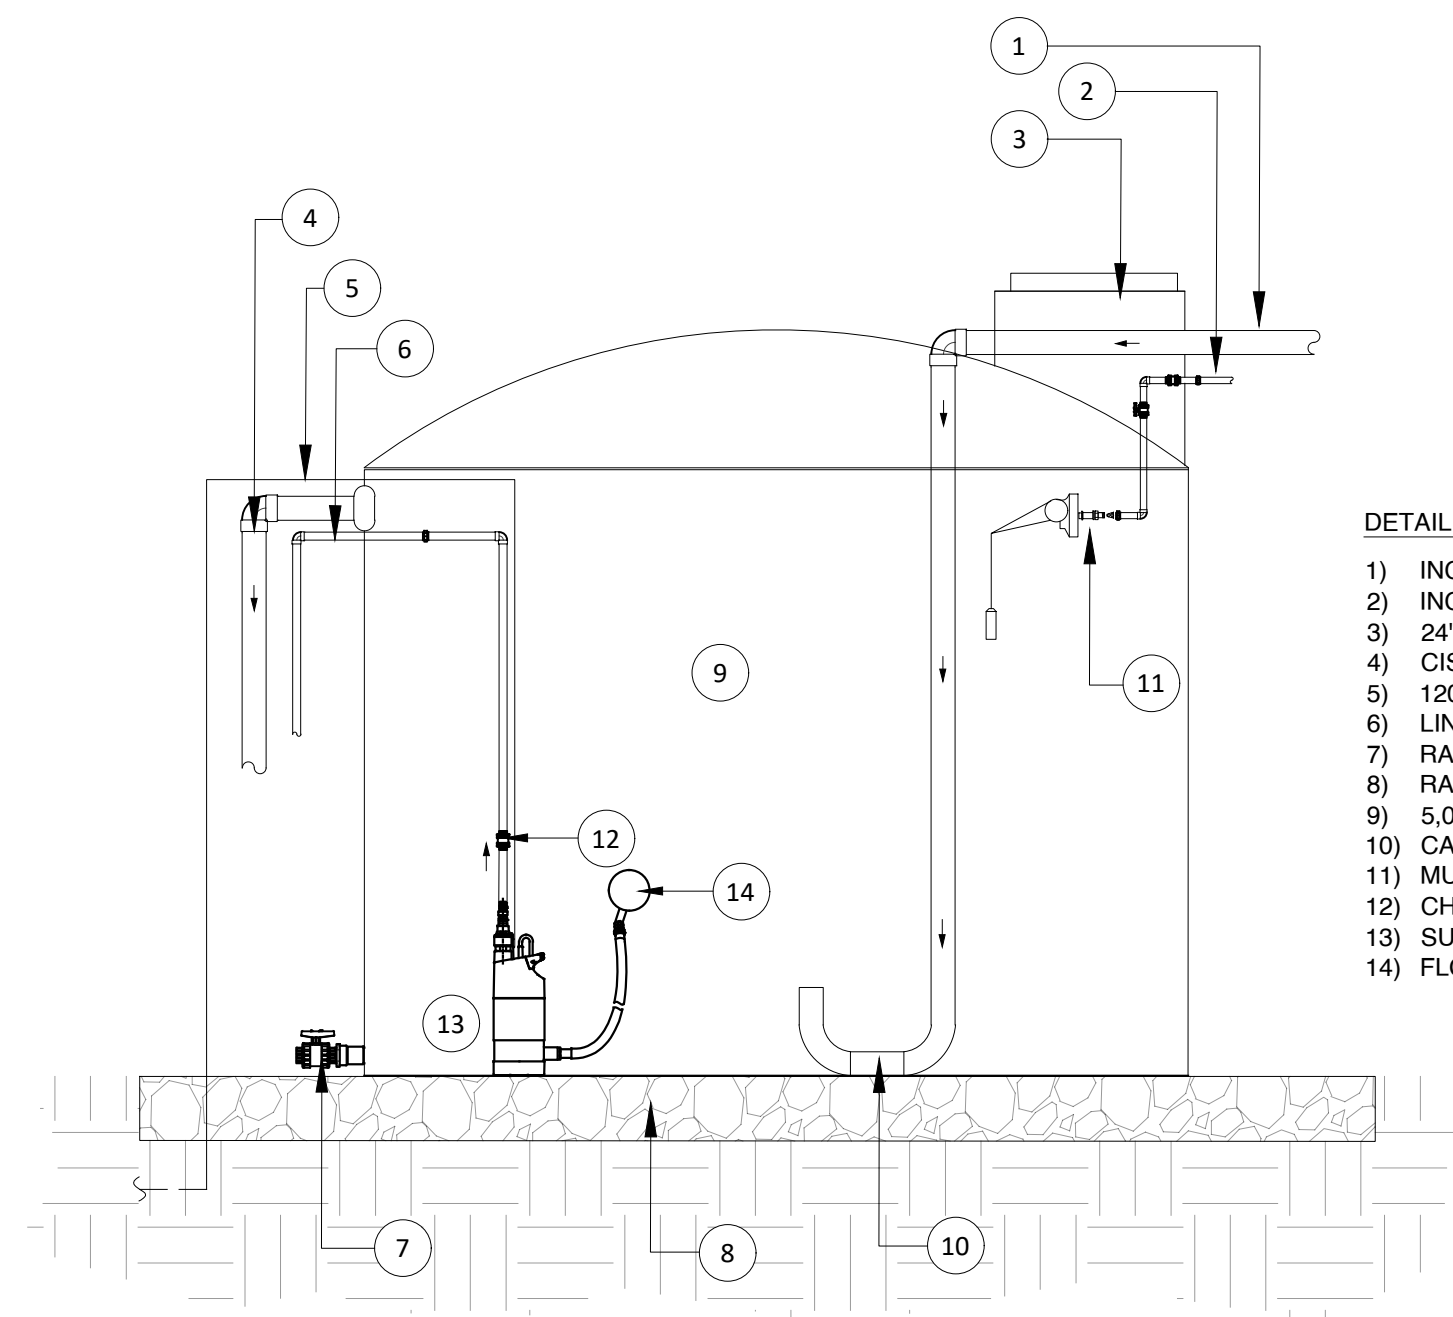 1
2
3
4
5
6
9
11
12
14
13
7
8
10
DETAIL
1) INC
2) INC
3) 24"
4) CIS
5) 120
6) LIN
7) RA
8) RA
9) 5,0
10) CA
11) MU
12) CH
13) SU
14) FLO